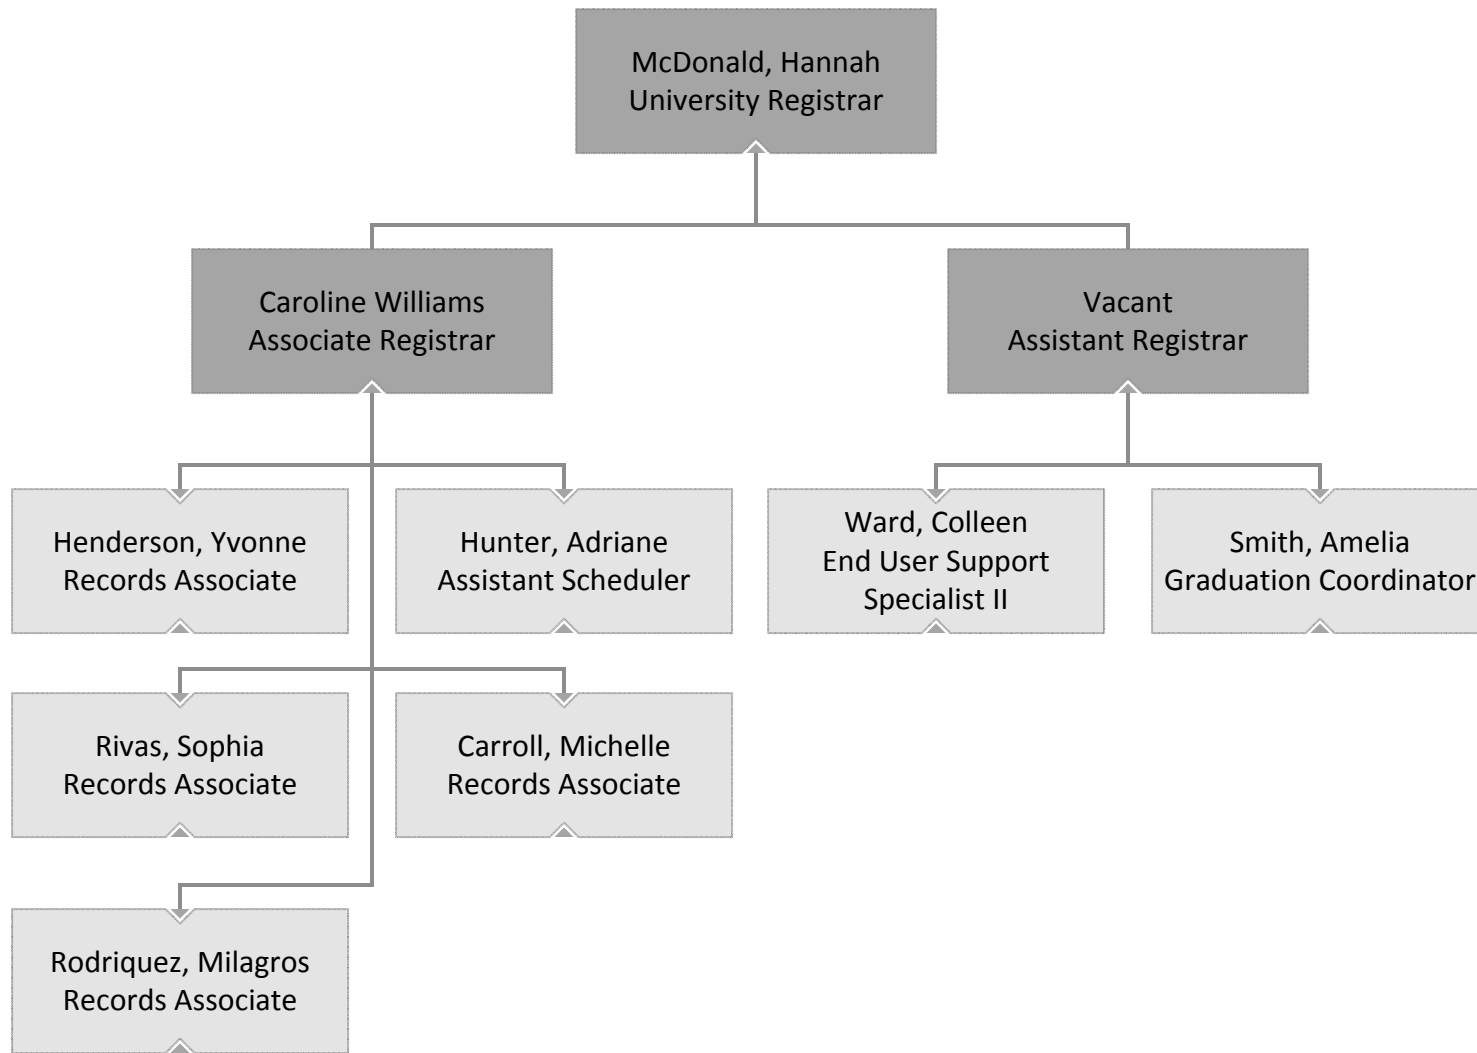 McDonald, Hannah
University Registrar
Caroline Williams
Associate Registrar
Vacant
Assistant Registrar
Henderson, Yvonne
Records Associate
Hunter, Adriane
Assistant Scheduler
Ward, Colleen
End User Support
Specialist II
Smith, Amelia
Graduation Coordinator
Rivas, Sophia
Records Associate
Carroll, Michelle
Records Associate
Rodriquez, Milagros
Records Associate